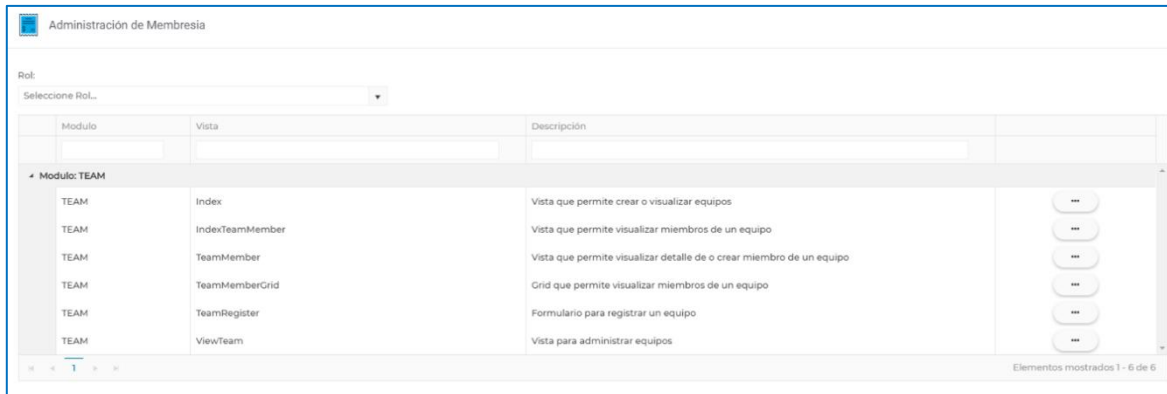 Administración de Membresia
Rol:
Seleccione Rol...
Modulo Vista Descripción
Modulo: TEAM
TEAM Index Vista que permite crear o visualizar equipos
TEAM IndexTeamMember Vista que permite visualizar miembros de un equipo
TEAM TeamMember Vista que permite visualizar detalle de o crear miembro de un equipo
TEAM TeamMemberGrid Grid que permite visualizar miembros de un equipo
TEAM TeamRegister Formulario para registrar un equipo
TEAM ViewTeam Vista para administrar equipos
1 Elementos mostrados 1 - 6 de 6